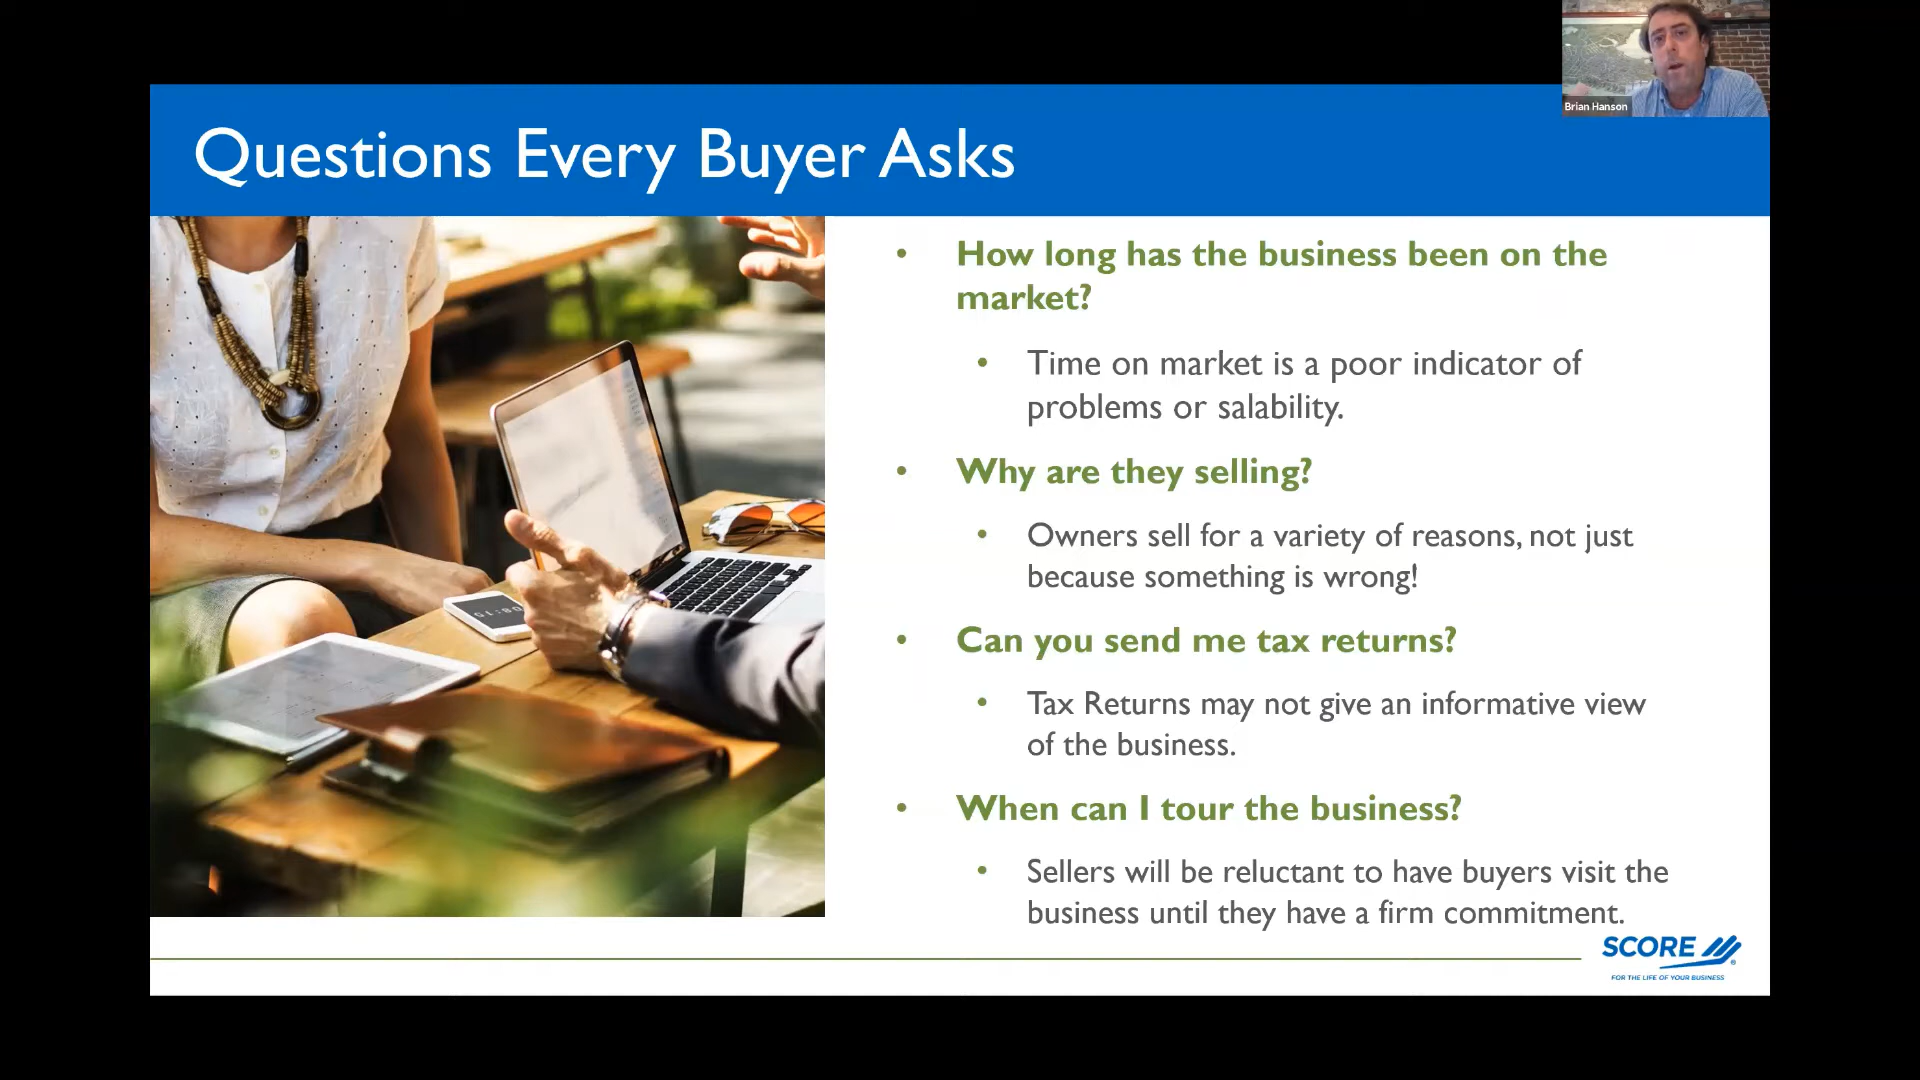 Brian Hanson
Questions Every Buyer Asks
• How long has the business been on the
market?
• Time on market is a poor indicator of
problems or salability.
• Why are they selling?
• Owners sell for a variety of reasons, not just
because something is wrong!
• Can you send me tax returns?
• Tax Returns may not give an informative view
of the business.
• When can I tour the business?
• Sellers will be reluctant to have buyers visit the
business until they have a firm commitment.
SCORE
FOR THE LIFE OF YOUR BUSINESS